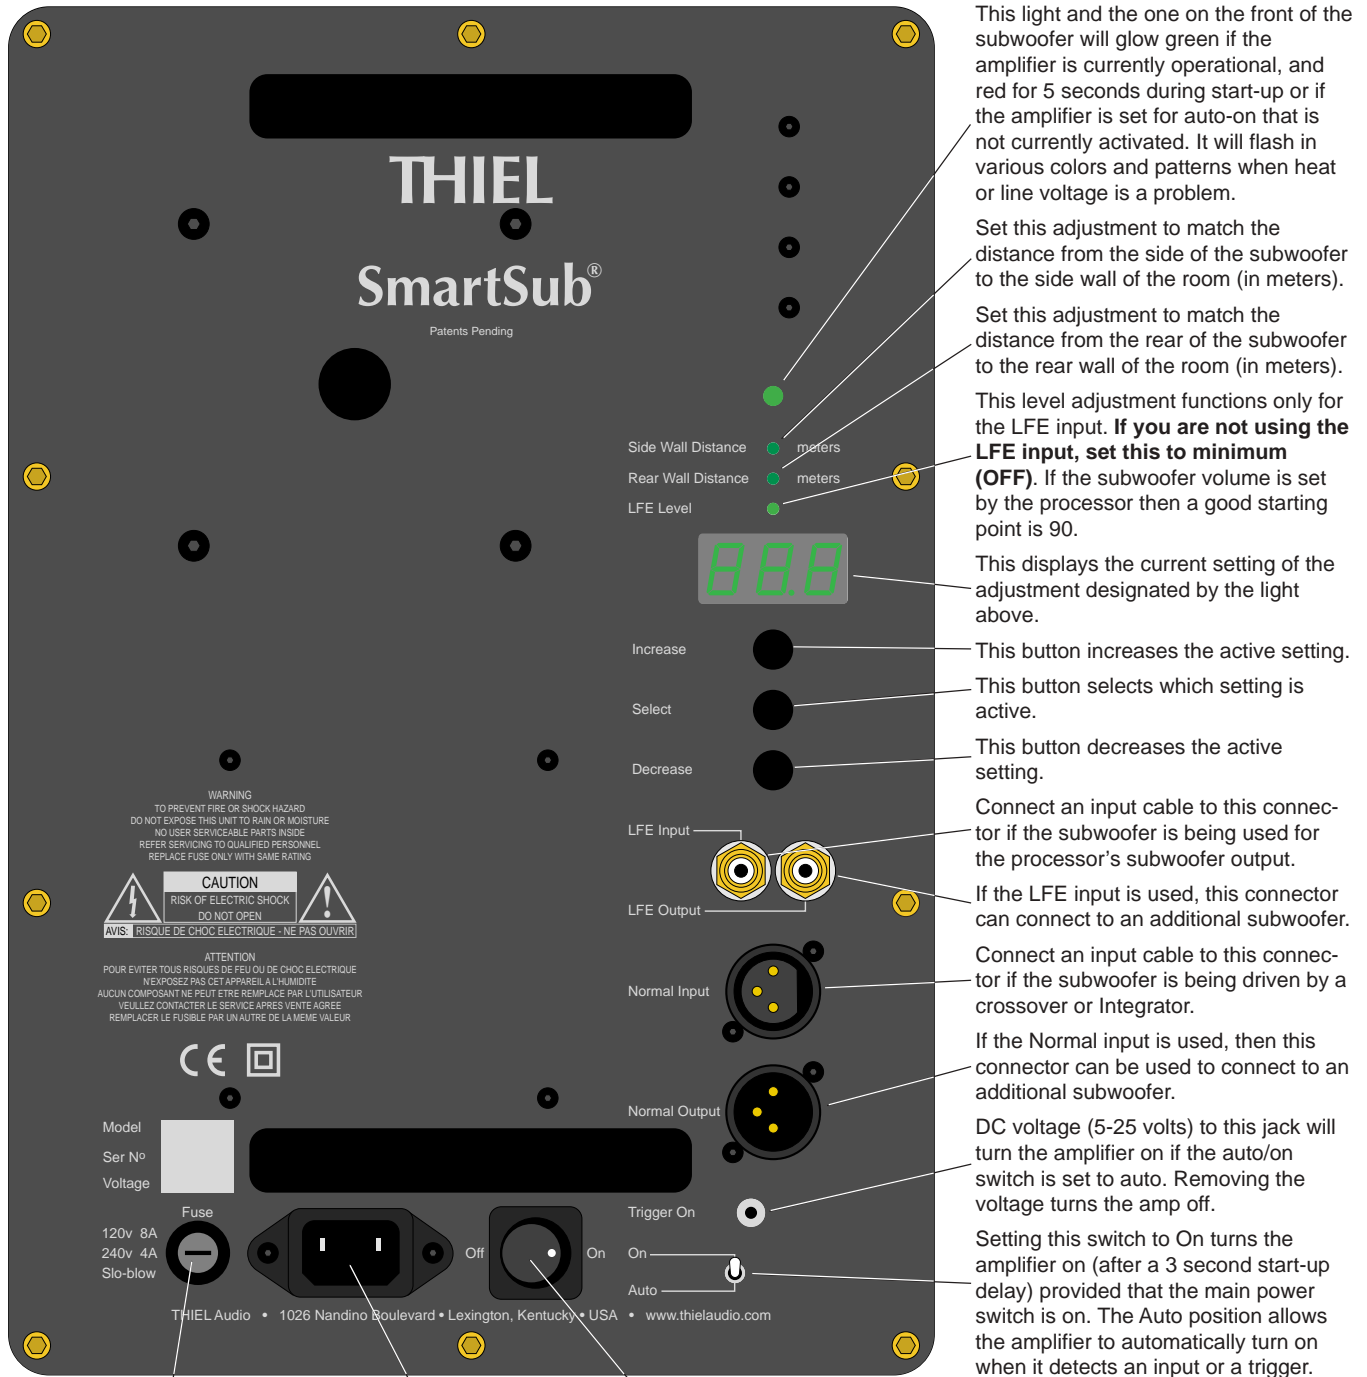 THIEL
SmartSub®
Patents Pending
Side Wall Distance
meters
Rear Wall Distance
meters
LFE Level
88.8
Increase
Select
Decrease
LFE Input
LFE Output
Normal Input
Normal Output
Trigger On
On
Auto
WARNING
TO PREVENT FIRE OR SHOCK HAZARD
DO NOT EXPOSE THIS UNIT TO RAIN OR MOISTURE
NO USER SERVICEABLE PARTS INSIDE
REFER SERVICING TO QUALIFIED PERSONNEL
REPLACE FUSE ONLY WITH SAME RATING
CAUTION
RISK OF ELECTRIC SHOCK
DO NOT OPEN
AVIS: RISQUE DE CHOC ELECTRIQUE - NE PAS OUVRIR
ATTENTION
POUR EVITER TOUS RISQUES DE FEU OU DE CHOC ELECTRIQUE
N'EXPOSEZ PAS CET APPAREIL A L'HUMIDITE
AUCUN COMPOSANT NE PEUT ETRE REMPLACE PAR L'UTILISATEUR
VEULLEZ CONTACTER LE SERVICE APRES VENTE AGREE
REMPLACER LE FUSIBLE PAR UN AUTRE DE LA MEME VALEUR
CE
Model
Ser Nº
Voltage
Fuse
120v 8A
240v 4A
Slo-blow
Off
On
THIEL Audio • 1026 Nandino Boulevard • Lexington, Kentucky • USA • www.thielaudio.com
This light and the one on the front of the
subwoofer will glow green if the
amplifier is currently operational, and
red for 5 seconds during start-up or if
the amplifier is set for auto-on that is
not currently activated. It will flash in
various colors and patterns when heat
or line voltage is a problem.
Set this adjustment to match the
distance from the side of the subwoofer
to the side wall of the room (in meters).
Set this adjustment to match the
distance from the rear of the subwoofer
to the rear wall of the room (in meters).
This level adjustment functions only for
the LFE input. If you are not using the
LFE input, set this to minimum
(OFF). If the subwoofer volume is set
by the processor then a good starting
point is 90.
This displays the current setting of the
adjustment designated by the light
above.
This button increases the active setting.
This button selects which setting is
active.
This button decreases the active
setting.
Connect an input cable to this connec-
tor if the subwoofer is being used for
the processor's subwoofer output.
If the LFE input is used, this connector
can connect to an additional subwoofer.
Connect an input cable to this connec-
tor if the subwoofer is being driven by a
crossover or Integrator.
If the Normal input is used, then this
connector can be used to connect to an
additional subwoofer.
DC voltage (5-25 volts) to this jack will
turn the amplifier on if the auto/on
switch is set to auto. Removing the
voltage turns the amp off.
Setting this switch to On turns the
amplifier on (after a 3 second start-up
delay) provided that the main power
switch is on. The Auto position allows
the amplifier to automatically turn on
when it detects an input or a trigger.